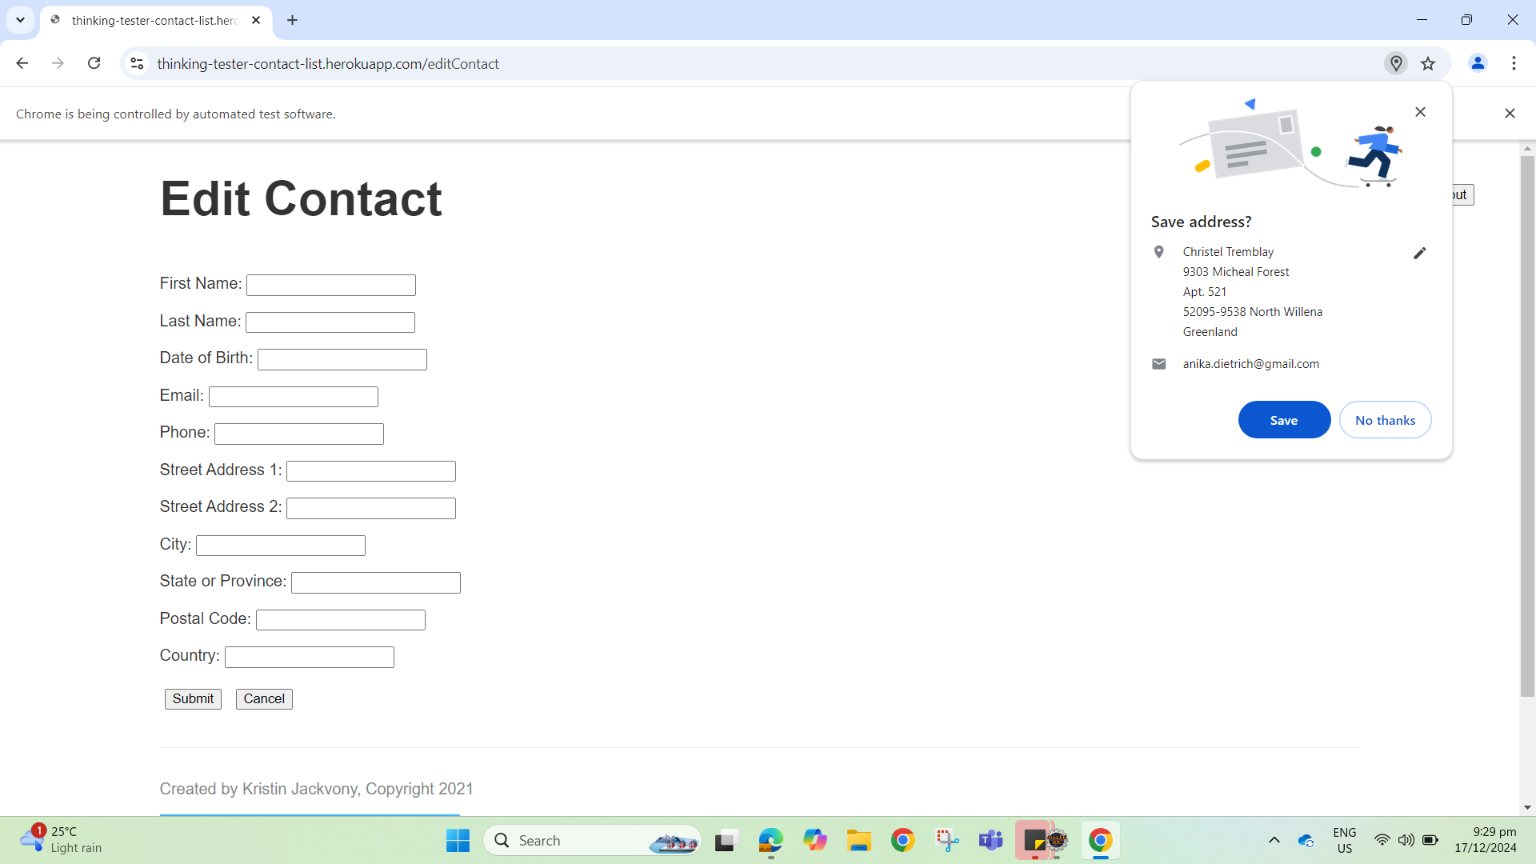 thinking-tester-contact-list.hero
thinking-tester-contact-list.herokuapp.com/editContact
Chrome is being controlled by automated test software.
Edit Contact
First Name:
Last Name:
Date of Birth:
Email:
Phone:
Street Address 1:
Street Address 2:
City:
State or Province:
Postal Code:
Country:
Submit Cancel
Created by Kristin Jackvony, Copyright 2021
Save address?
Christel Tremblay
9303 Micheal Forest
Apt. 521
52095-9538 North Willena
Greenland
anika.dietrich@gmail.com
Save No thanks
out
1
25°C
Light rain
Search
ENG
US
9:29 pm
17/12/2024